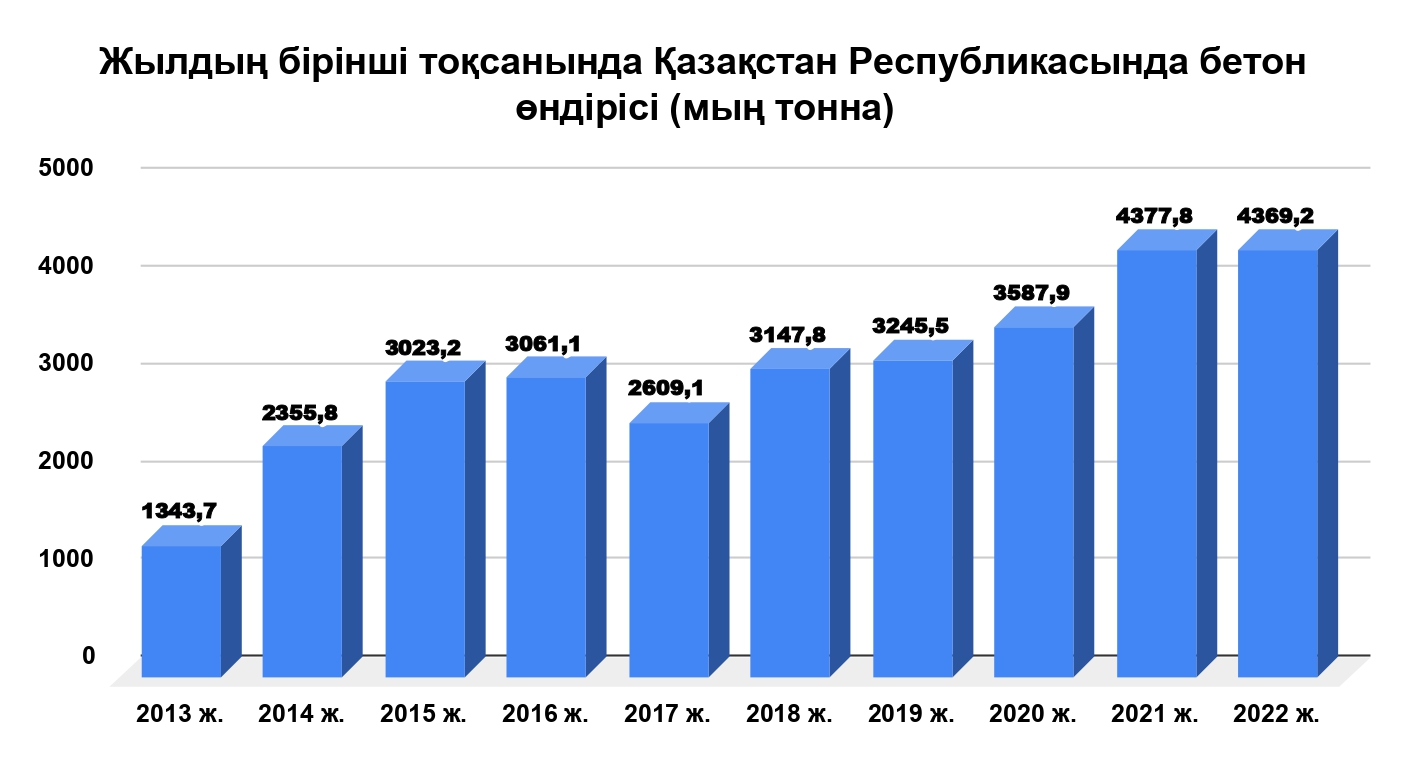 Жылдың бірінші тоқсанында Қазақстан Республикасында бетон
өндірісі (мың тонна)
5000
4000
3000
2000
1000
0
1343,7
2355,8
3023,2
3061,1
2609,1
3147,8
3245,5
3587,9
4377,8
4369,2
2013 ж.
2014 ж.
2015 ж.
2016 ж.
2017 ж.
2018 ж.
2019 ж.
2020 ж.
2021 ж.
2022 ж.